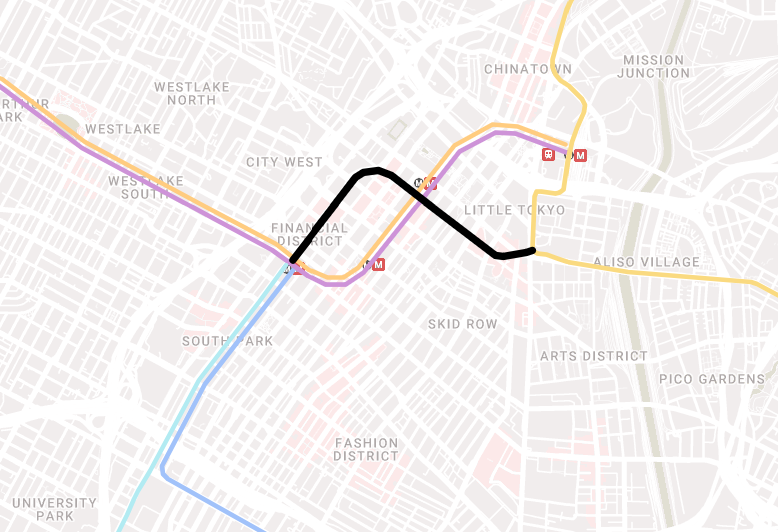 CHINATOWN
MISSION
JUNCTION
WESTLAKE
NORTH
ARTHUR
ARK
WESTLAKE
CITY WEST
M
M
WESTLAKE
SOUTH
M
LITTLE TOKYO
FINANCIAL
DISTRICT
M
ALISO VILLAGE
SKID ROW
SOUTH PARK
ARTS DISTRICT
PICO GARDENS
FASHION
DISTRICT
UNIVERSITY
PARK